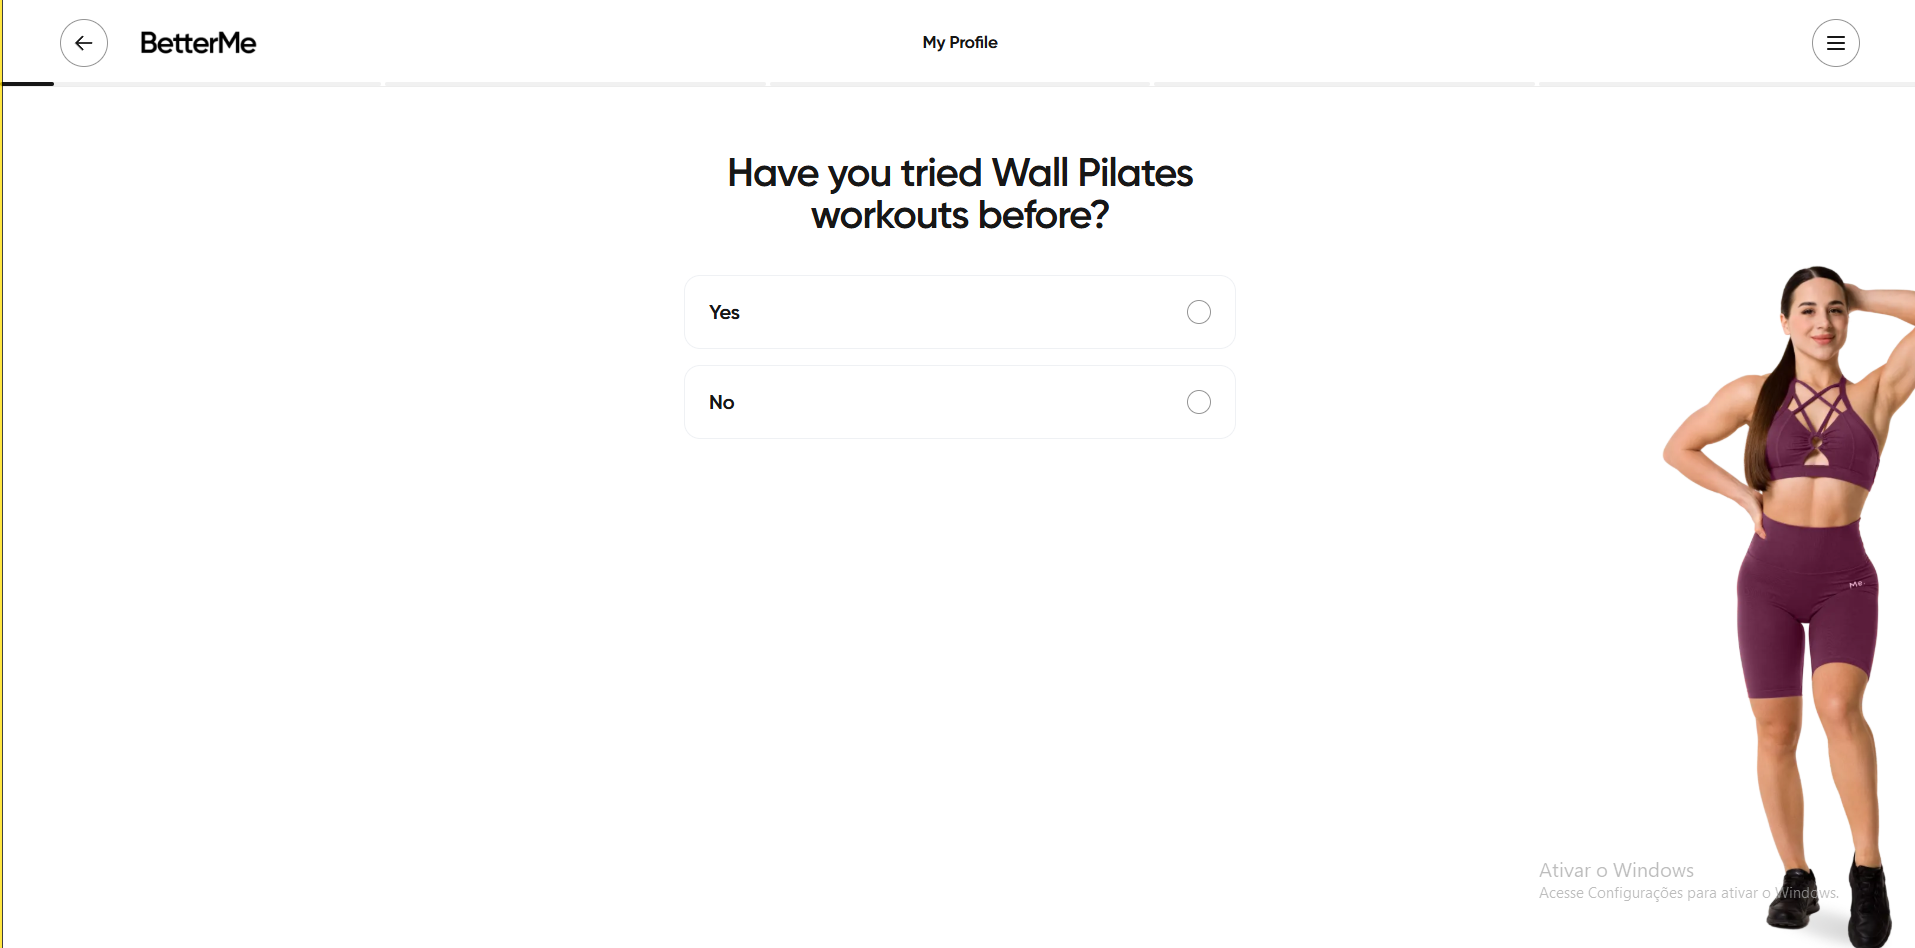 BetterMe
My Profile
Have you tried Wall Pilates
workouts before?
Yes
No
Me.
Ativar o Windows
Acesse Configurações para ativar o Windows.